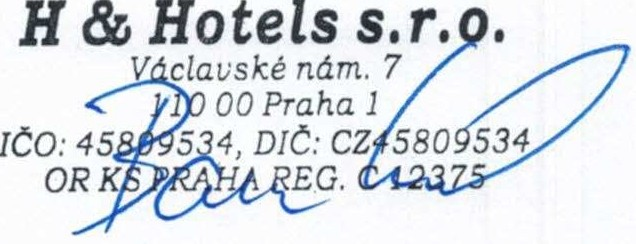 H & Hotels s.r.o.
Václavské nám. 7
110 00 Praha 1
IČO: 45809534, DIČ: CZ45809534
OR KS PRAHA REG. C12375